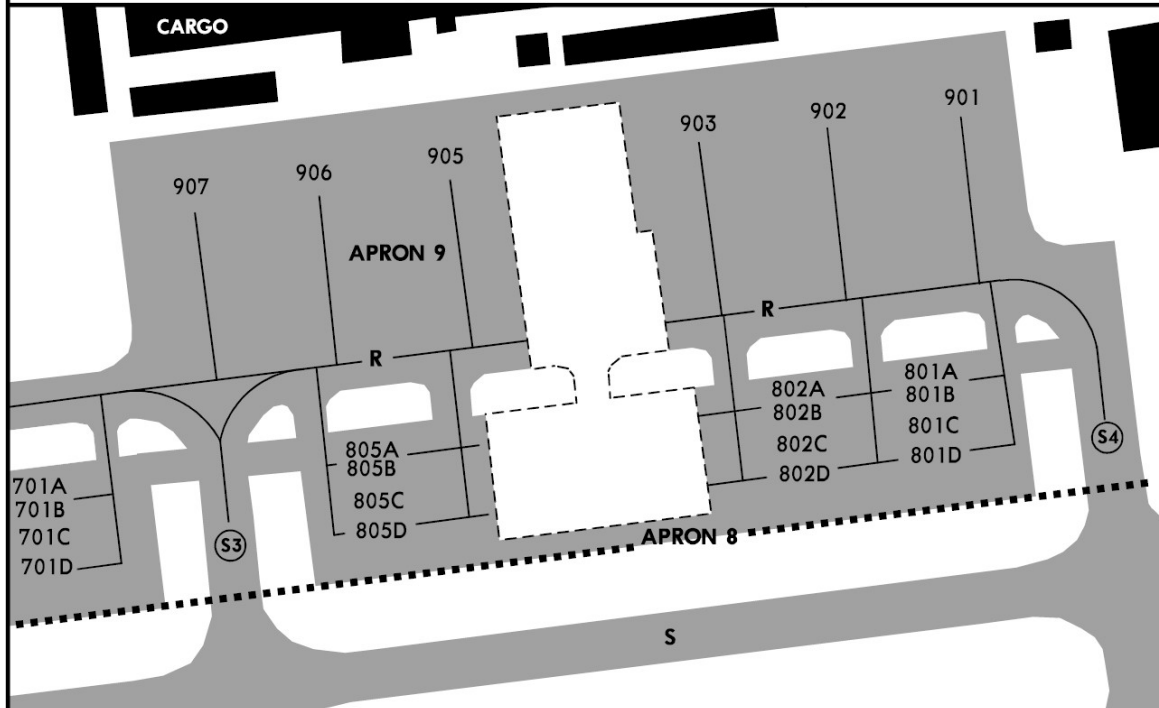 CARGO
901
902
903
905
906
907
APRON 9
R
R
801A
801B
801C
801D
802A
802B
802C
802D
S4
805A
805B
805C
805D
701A
701B
701C
701D
S3
APRON 8
S